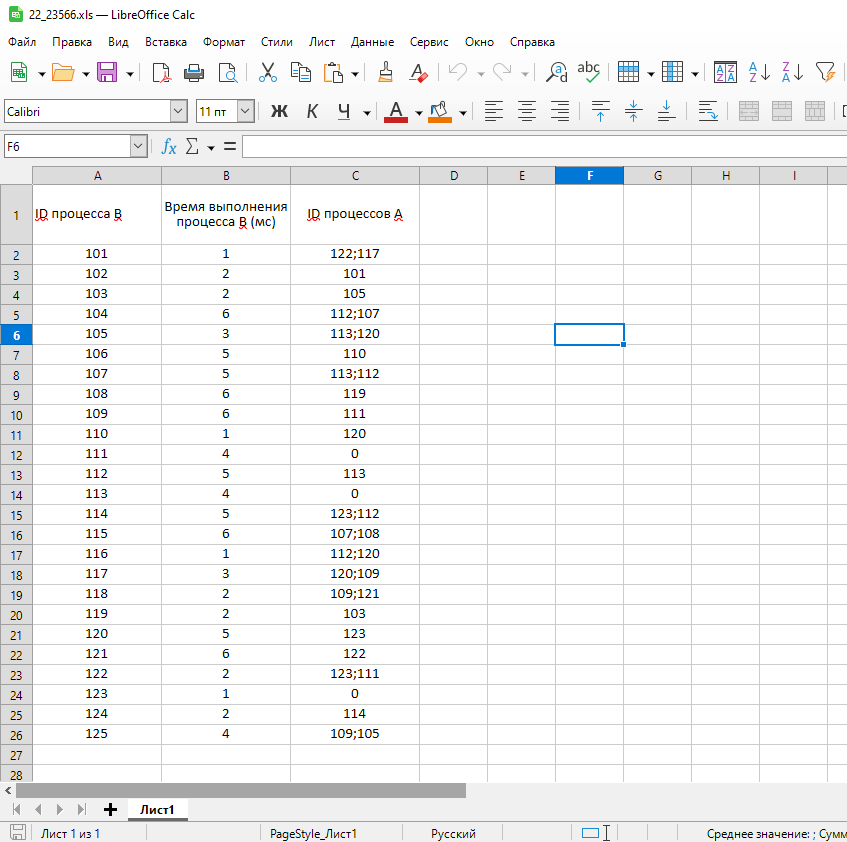 22_23566.xls — LibreOffice Calc
Файл Правка Вид Вставка Формат Стили Лист Данные Сервис Окно Справка
Calibri 11 пт Ж К Ч A
F6 fx Σ =
A B C D E F G H I
1 ID процесса B Время выполнения процесса B (мс) ID процессов A
2 101 1 122;117
3 102 2 101
4 103 2 105
5 104 6 112;107
6 105 3 113;120
7 106 5 110
8 107 5 113;112
9 108 6 119
10 109 6 111
11 110 1 120
12 111 4 0
13 112 5 113
14 113 4 0
15 114 5 123;112
16 115 6 107;108
17 116 1 112;120
18 117 3 120;109
19 118 2 109;121
20 119 2 103
21 120 5 123
22 121 6 122
23 122 2 123;111
24 123 1 0
25 124 2 114
26 125 4 109;105
27
28
Лист1
Лист 1 из 1 PageStyle_Лист1 Русский Среднее значение: ; Сумм